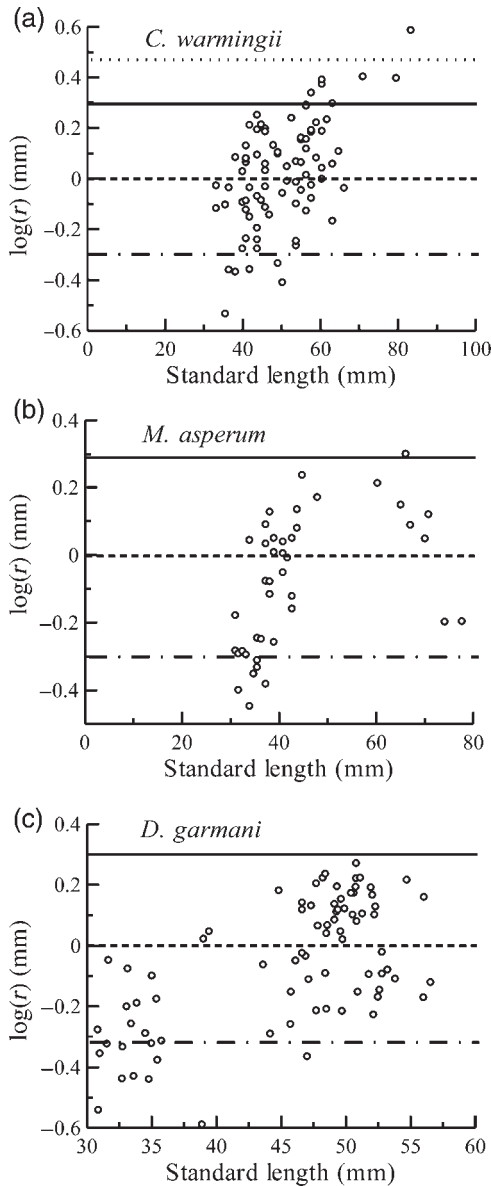 (a)
C. warmingii
0.6
0.4
0.2
0
−0.2
−0.4
−0.6
log(r) (mm)
0 20 40 60 80 100
Standard length (mm)
(b)
M. asperum
0.4
0.2
0
−0.2
−0.4
log(r) (mm)
0 20 40 60 80
Standard length (mm)
(c)
D. garmani
0.4
0.2
0
−0.2
−0.4
−0.6
log(r) (mm)
30 35 40 45 50 55 60
Standard length (mm)